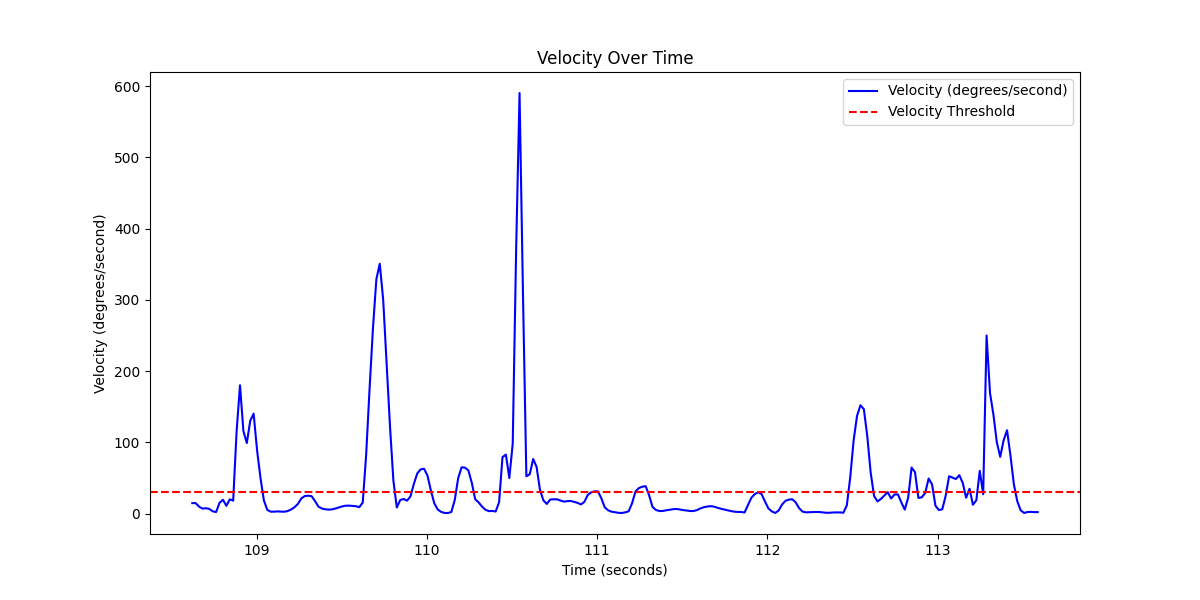 Velocity Over Time
Velocity (degrees/second)
Velocity Threshold
Velocity (degrees/second)
600
500
400
300
200
100
0
109
110
111
112
113
Time (seconds)